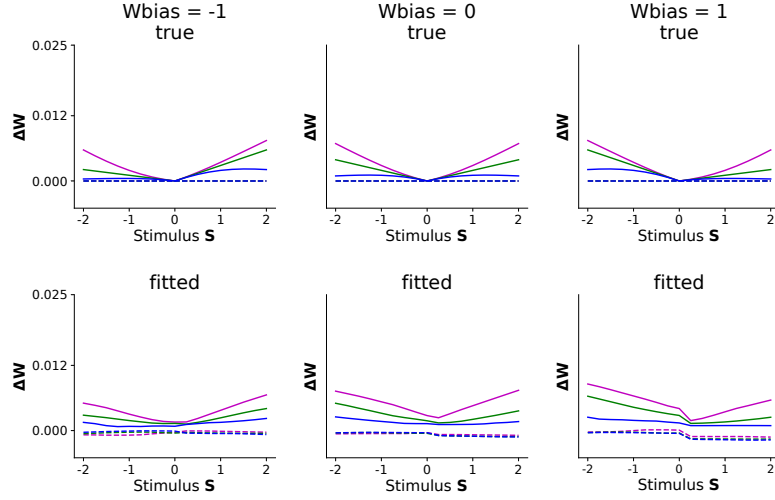 Wbias = -1
true
Wbias = 0
true
Wbias = 1
true
0.025
0.012
0.000
ΔW
ΔW
ΔW
-2 -1 0 1 2
-2 -1 0 1 2
-2 -1 0 1 2
Stimulus S
Stimulus S
Stimulus S
fitted
fitted
fitted
0.025
0.012
0.000
ΔW
ΔW
ΔW
-2 -1 0 1 2
-2 -1 0 1 2
-2 -1 0 1 2
Stimulus S
Stimulus S
Stimulus S